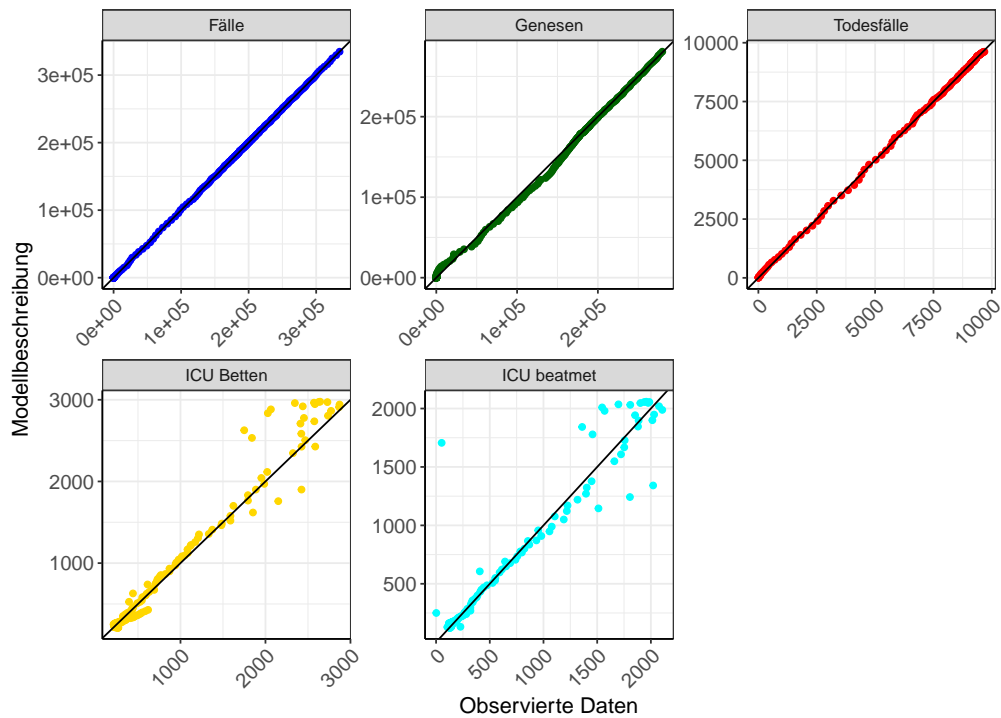 Fälle
Genesen
Todesfälle
3e+05
2e+05
1e+05
0e+00
0e+00
1e+05
2e+05
3e+05
2e+05
1e+05
0e+00
0e+00
1e+05
2e+05
10000
7500
5000
2500
0
0
2500
5000
7500
10000
Modellbeschreibung
ICU Betten
ICU beatmet
3000
2000
1000
1000
2000
3000
2000
1500
1000
500
0
500
1000
1500
2000
Observierte Daten